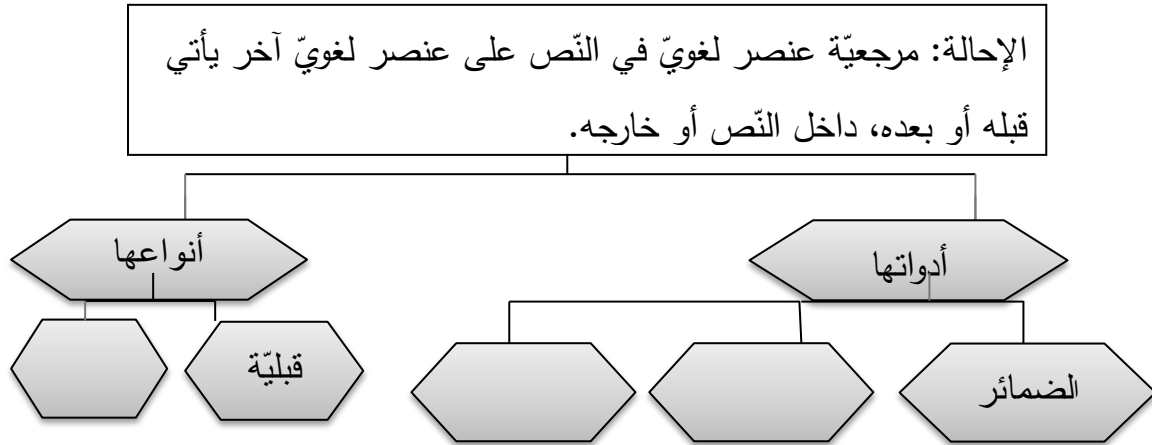 الإحالة: مرجعيّة عنصر لغويّ في النّص على عنصر لغويّ آخر يأتي
قبله أو بعده، داخل النّص أو خارجه.
أدواتها
أنواعها
الضمائر
قبليّة